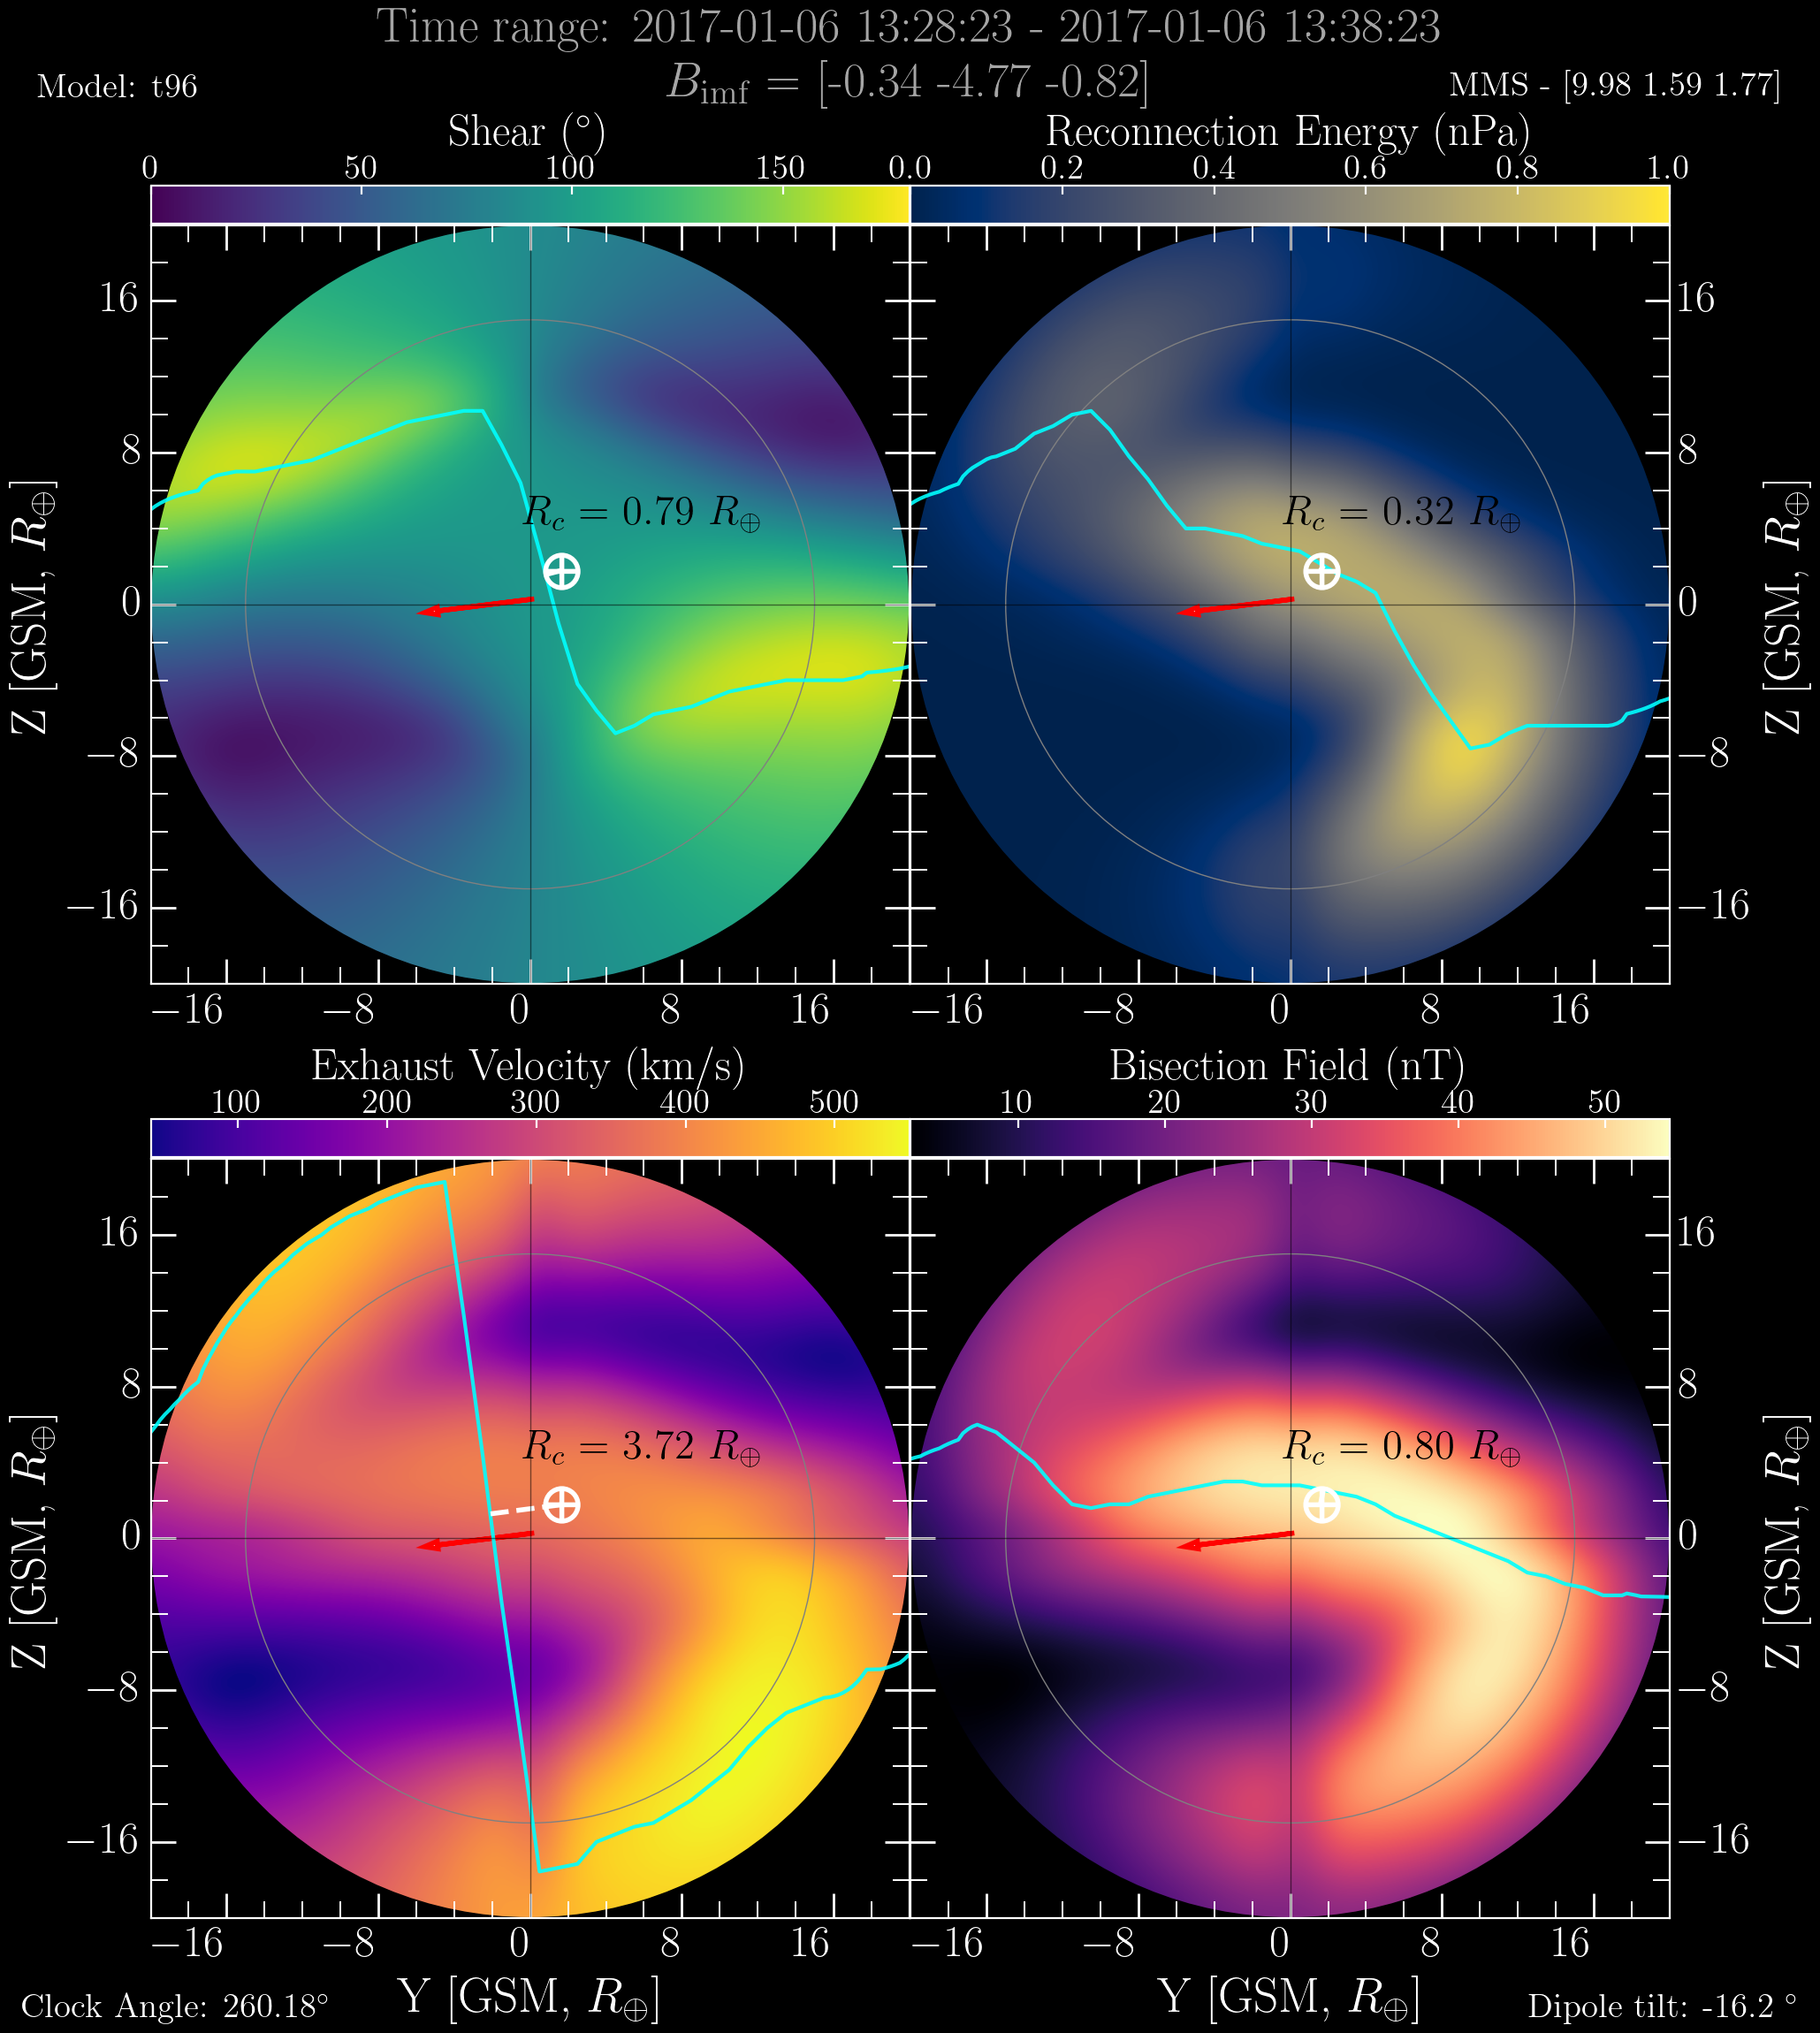 Time range: 2017-01-06 13:28:23 - 2017-01-06 13:38:23
Model: t96
B_imf = [-0.34 -4.77 -0.82]
MMS - [9.98 1.59 1.77]
Shear (°)
Reconnection Energy (nPa)
0 50 100 150
0.0 0.2 0.4 0.6 0.8 1.0
Z [GSM, R⊕]
16
8
0
−8
−16
R_c = 0.79 R⊕
R_c = 0.32 R⊕
16
8
0
−8
−16
Z [GSM, R⊕]
−16 −8 0 8 16
−16 −8 0 8 16
Exhaust Velocity (km/s)
Bisection Field (nT)
100 200 300 400 500
10 20 30 40 50
Z [GSM, R⊕]
16
8
0
−8
−16
R_c = 3.72 R⊕
R_c = 0.80 R⊕
16
8
0
−8
−16
Z [GSM, R⊕]
−16 −8 0 8 16
−16 −8 0 8 16
Y [GSM, R⊕]
Y [GSM, R⊕]
Clock Angle: 260.18°
Dipole tilt: -16.2 °